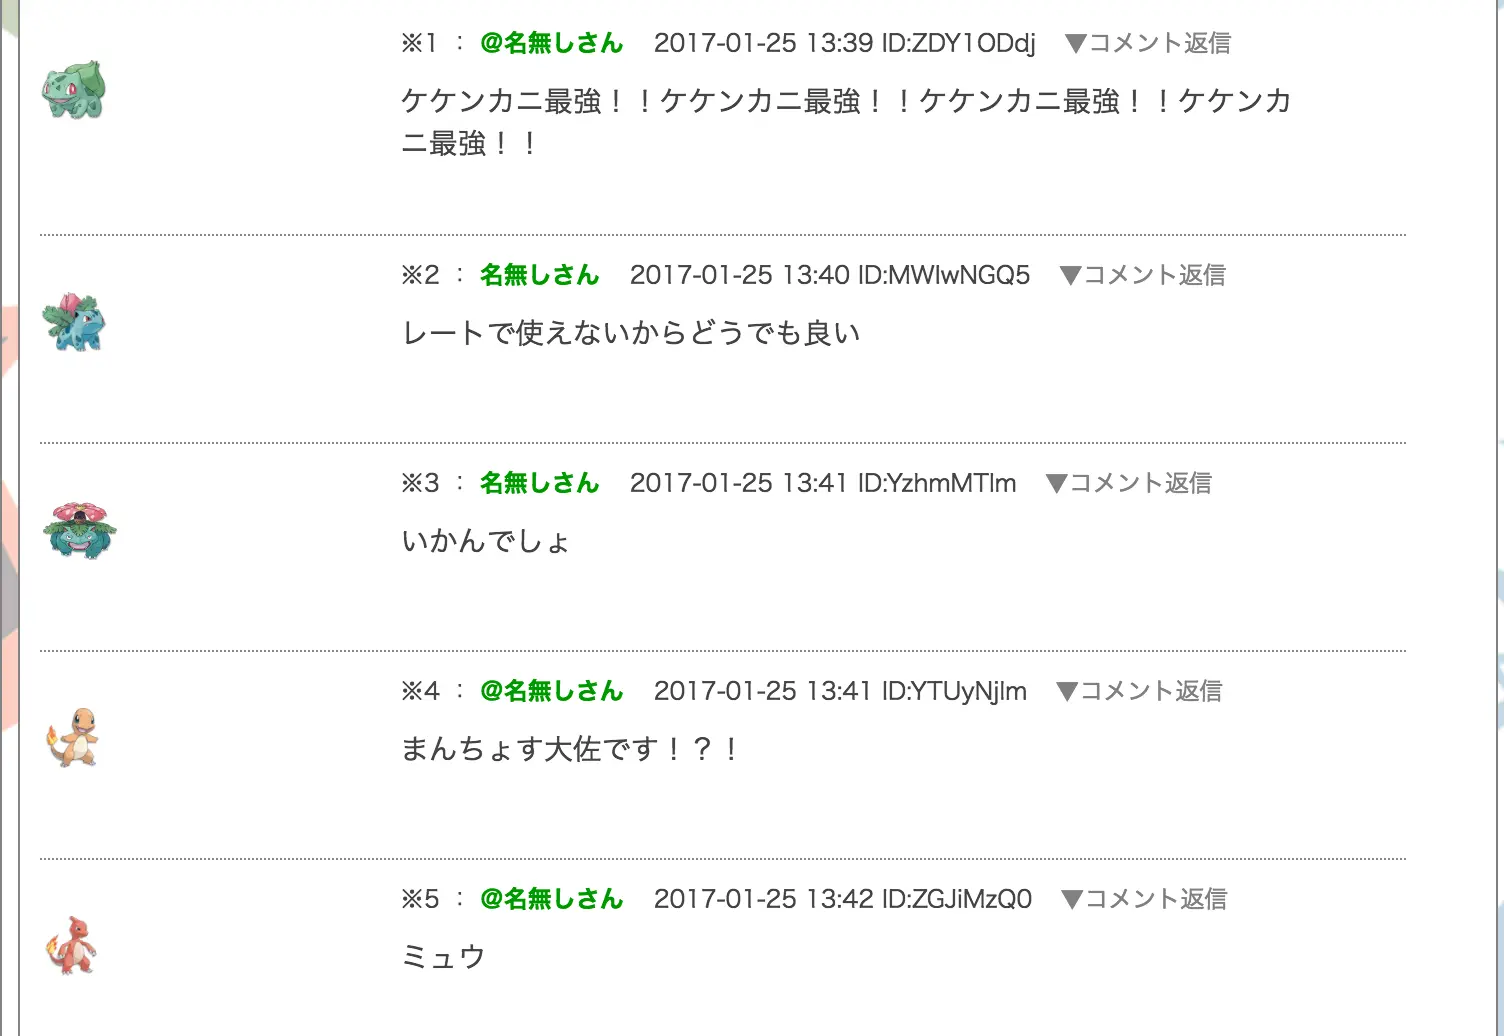 ※1 ： @名無しさん 2017-01-25 13:39 ID:ZDY1ODdj ▼コメント返信
ケケンカニ最強！！ケケンカニ最強！！ケケンカニ最強！！ケケンカ
ニ最強！！
※2 ： 名無しさん 2017-01-25 13:40 ID:MWIwNGQ5 ▼コメント返信
レートで使えないからどうでも良い
※3 ： 名無しさん 2017-01-25 13:41 ID:YzhmMTlm ▼コメント返信
いかんでしょ
※4 ： @名無しさん 2017-01-25 13:41 ID:YTUyNjlm ▼コメント返信
まんちょす大佐です！？！
※5 ： @名無しさん 2017-01-25 13:42 ID:ZGJiMzQ0 ▼コメント返信
ミュウ